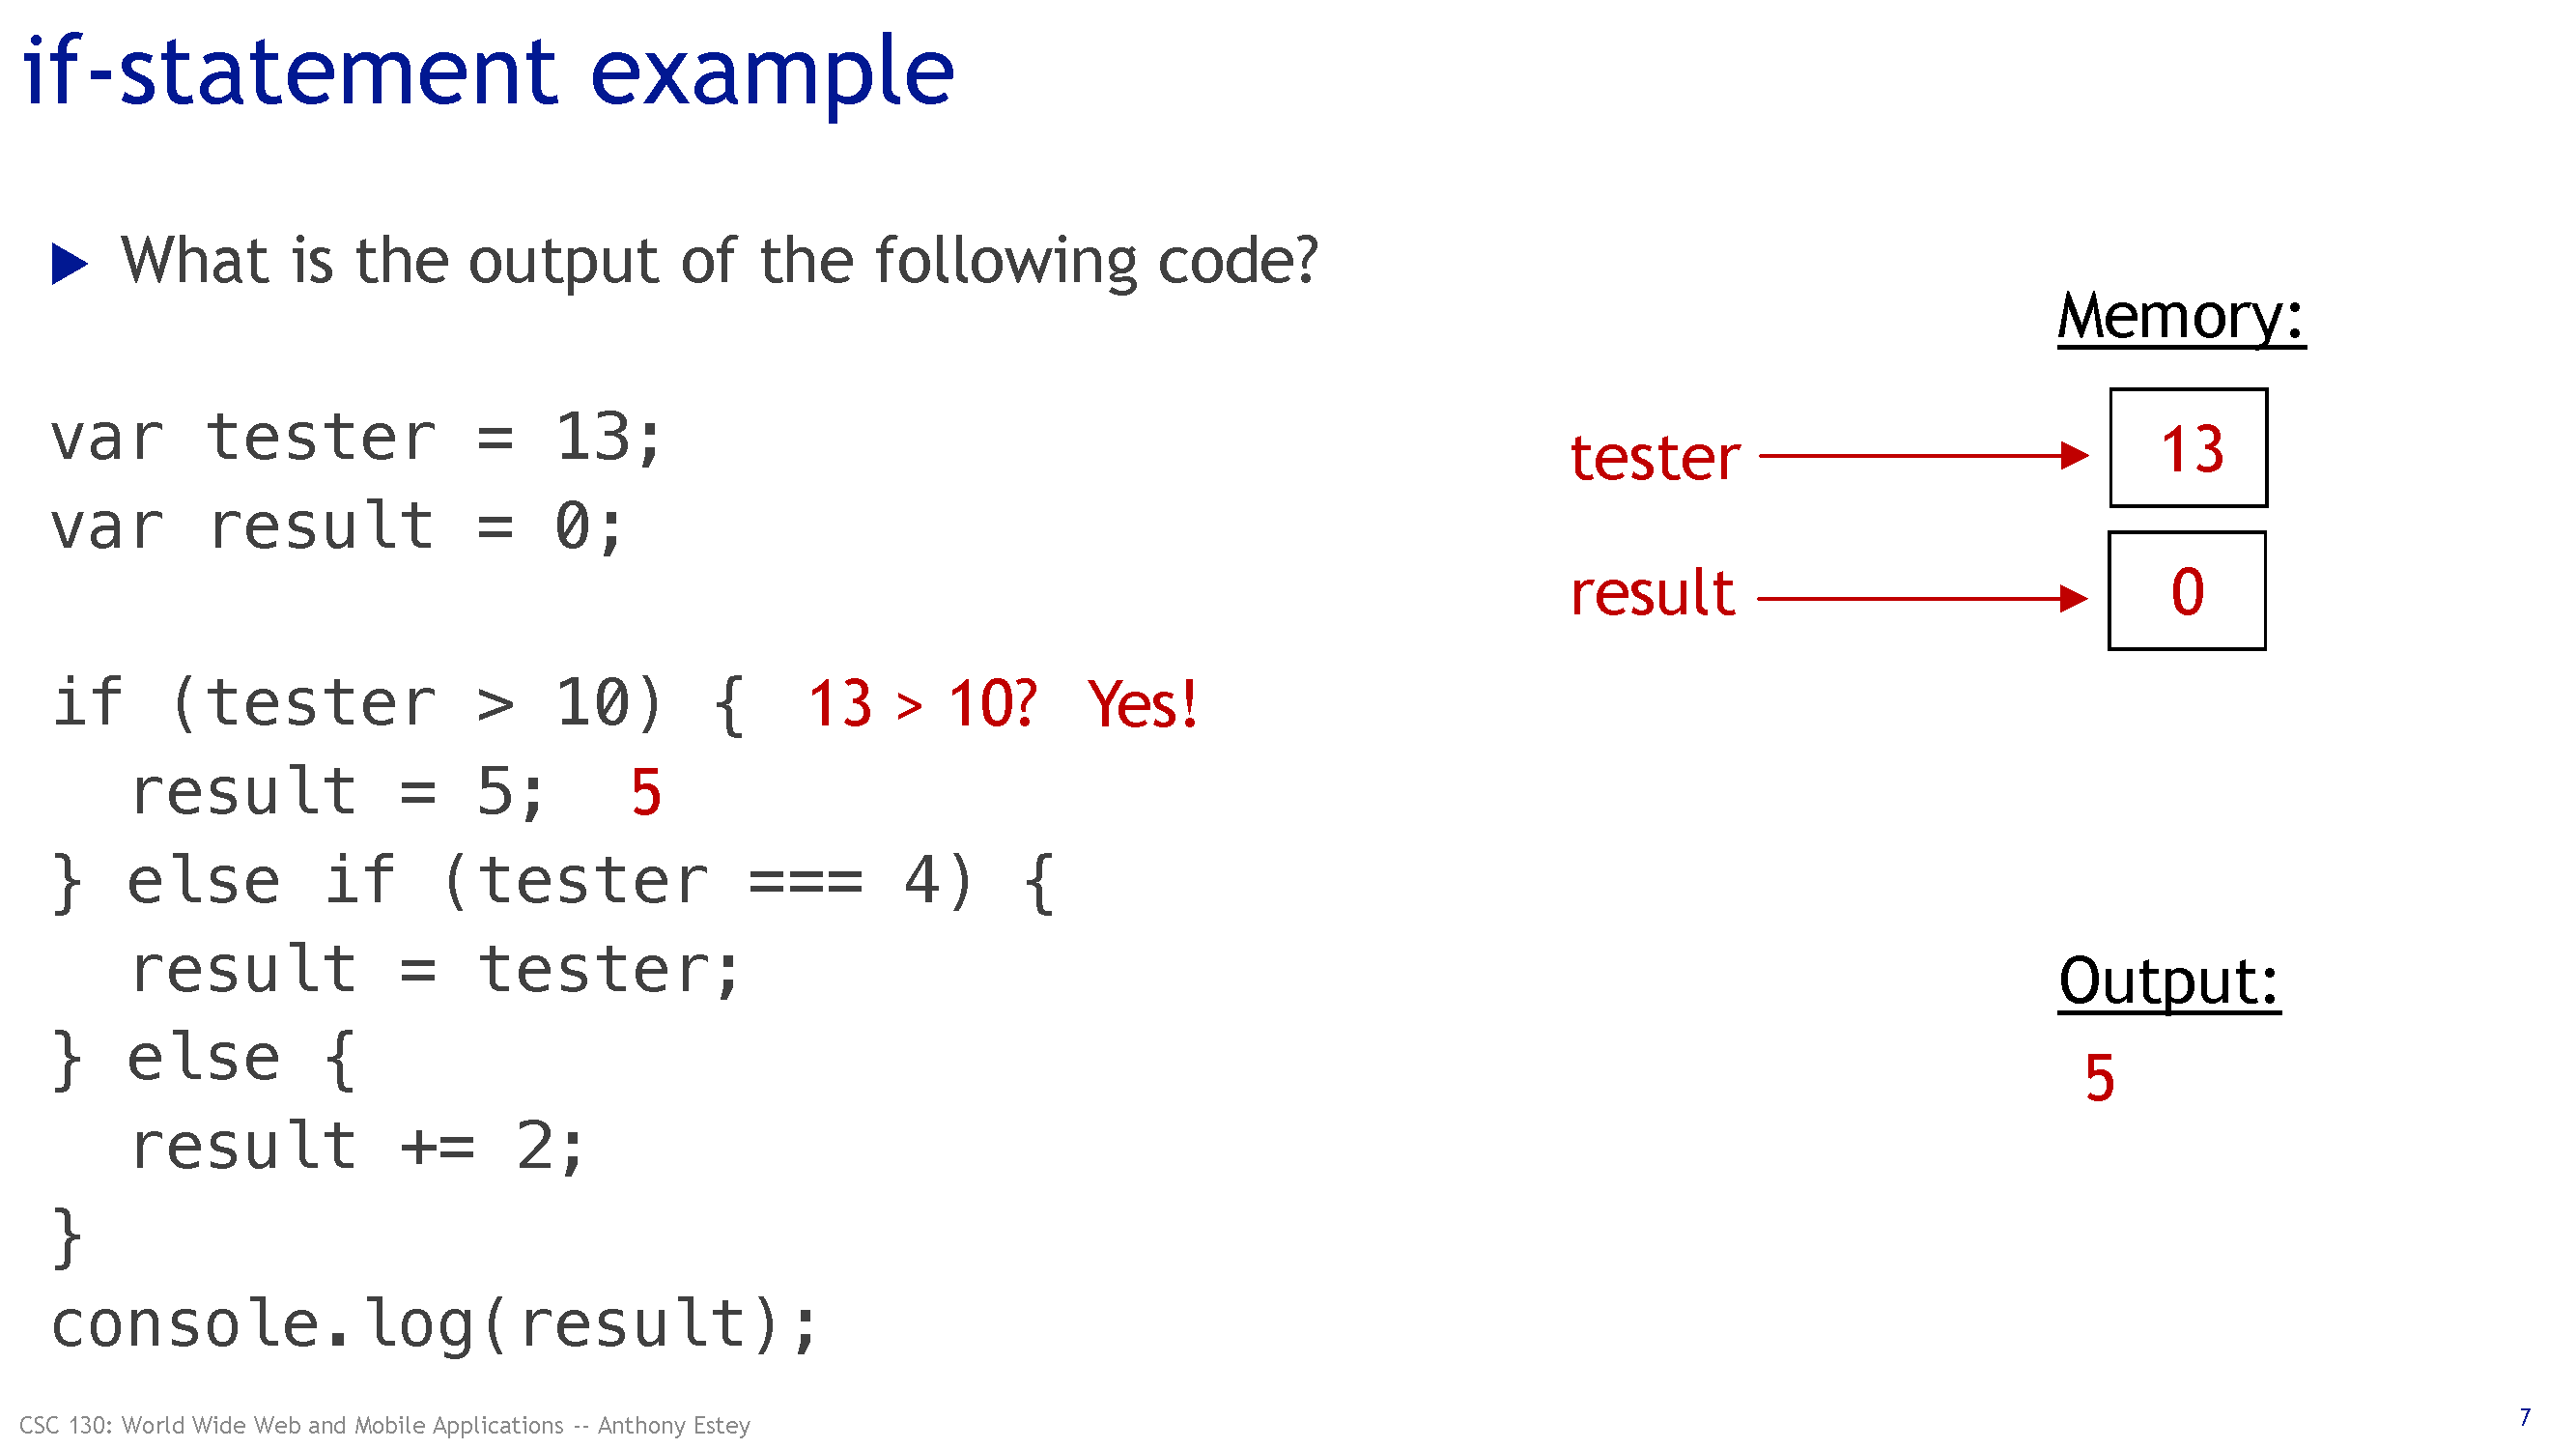 if-statement example
What is the output of the following code?
var tester = 13;
var result = 0;
if (tester > 10) { 13 > 10? Yes!
result = 5; 5
} else if (tester === 4) {
result = tester;
} else {
result += 2;
}
console.log(result);
Memory:
tester 13
result 0
Output:
5
CSC 130: World Wide Web and Mobile Applications -- Anthony Estey
7